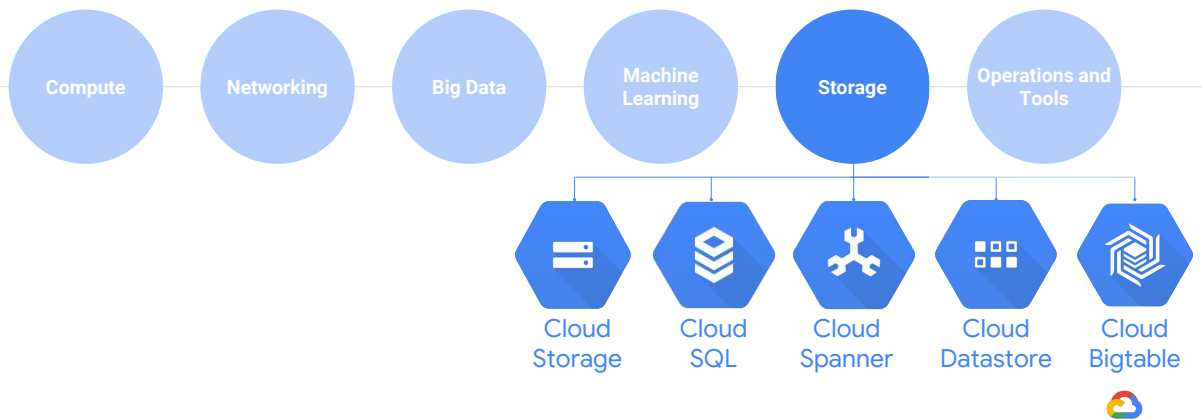 Compute
Networking
Big Data
Machine
Learning
Storage
Operations and
Tools
Cloud
Storage
Cloud
SQL
Cloud
Spanner
Cloud
Datastore
Cloud
Bigtable